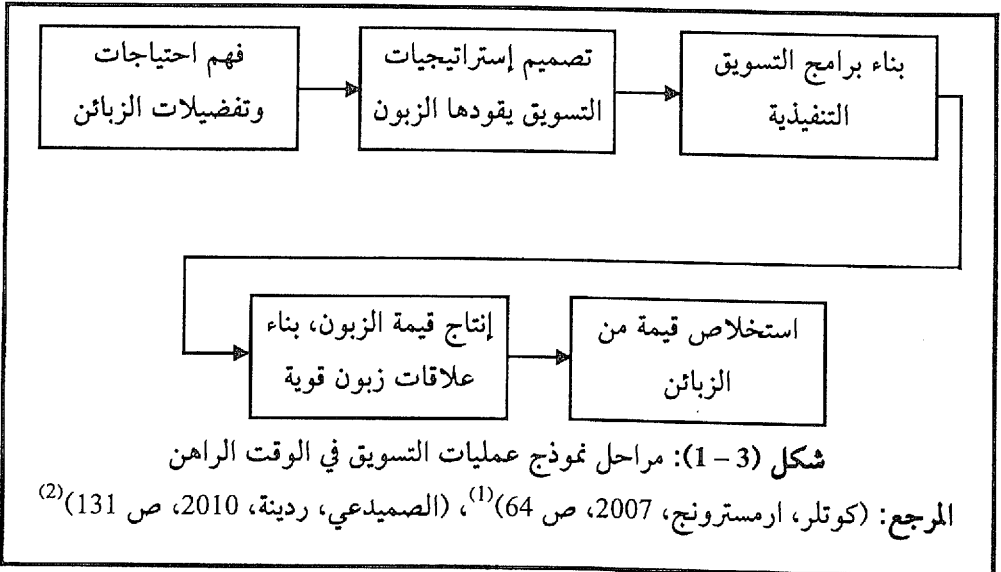 فهم احتياجات
وتفضيلات الزبائن
تصميم إستراتيجيات
التسويق يقودها الزبون
بناء برامج التسويق
التنفيذية
إنتاج قيمة الزبون، بناء
علاقات زبون قوية
استخلاص قيمة من
الزبائن
شكل (3 – 1): مراحل نموذج عمليات التسويق في الوقت الراهن
المرجع: (كوتلر، ارمسترونج، 2007، ص 64)(1)، (الصميدعي، ردينة، 2010، ص 131)(2)